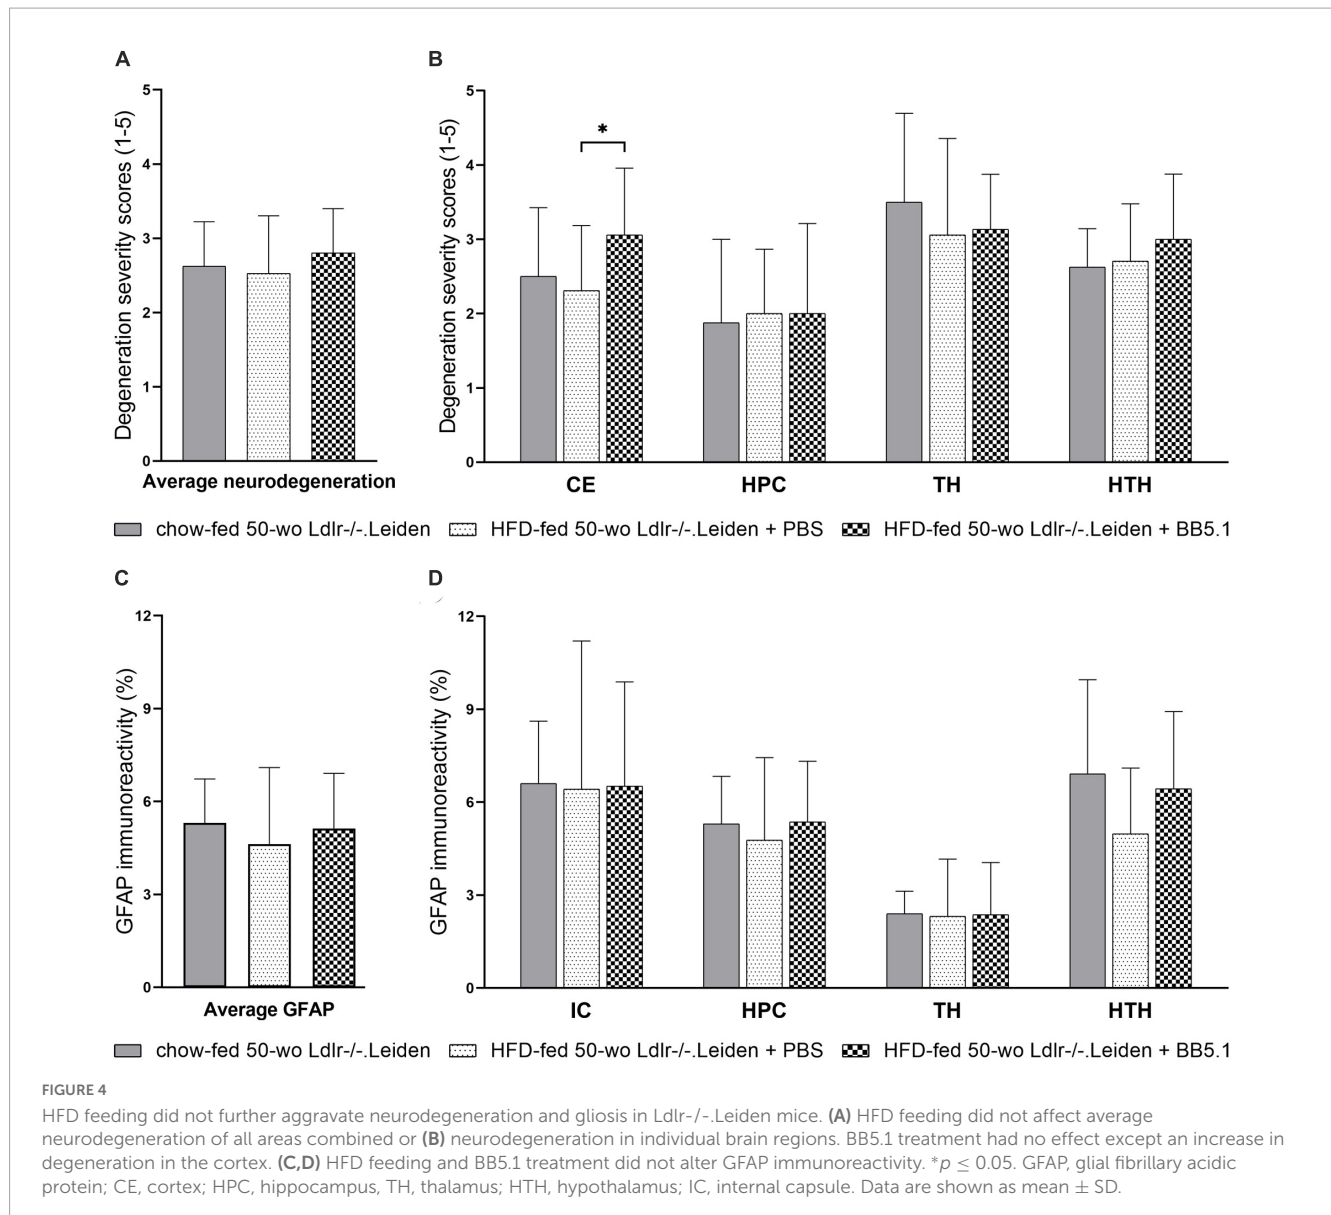 A
B
Degeneration severity scores (1-5)
5
4
3
2
1
0
Average neurodegeneration
Degeneration severity scores (1-5)
5
4
3
2
1
0
*
CE
HPC
TH
HTH
chow-fed 50-wo Ldlr-/-.Leiden
HFD-fed 50-wo Ldlr-/-.Leiden + PBS
HFD-fed 50-wo Ldlr-/-.Leiden + BB5.1
C
D
GFAP immunoreactivity (%)
12
9
6
3
0
Average GFAP
GFAP immunoreactivity (%)
12
9
6
3
0
IC
HPC
TH
HTH
chow-fed 50-wo Ldlr-/-.Leiden
HFD-fed 50-wo Ldlr-/-.Leiden + PBS
HFD-fed 50-wo Ldlr-/-.Leiden + BB5.1
FIGURE 4
HFD feeding did not further aggravate neurodegeneration and gliosis in Ldlr-/-.Leiden mice. (A) HFD feeding did not affect average
neurodegeneration of all areas combined or (B) neurodegeneration in individual brain regions. BB5.1 treatment had no effect except an increase in
degeneration in the cortex. (C,D) HFD feeding and BB5.1 treatment did not alter GFAP immunoreactivity. *p ≤ 0.05. GFAP, glial fibrillary acidic
protein; CE, cortex; HPC, hippocampus, TH, thalamus; HTH, hypothalamus; IC, internal capsule. Data are shown as mean ± SD.